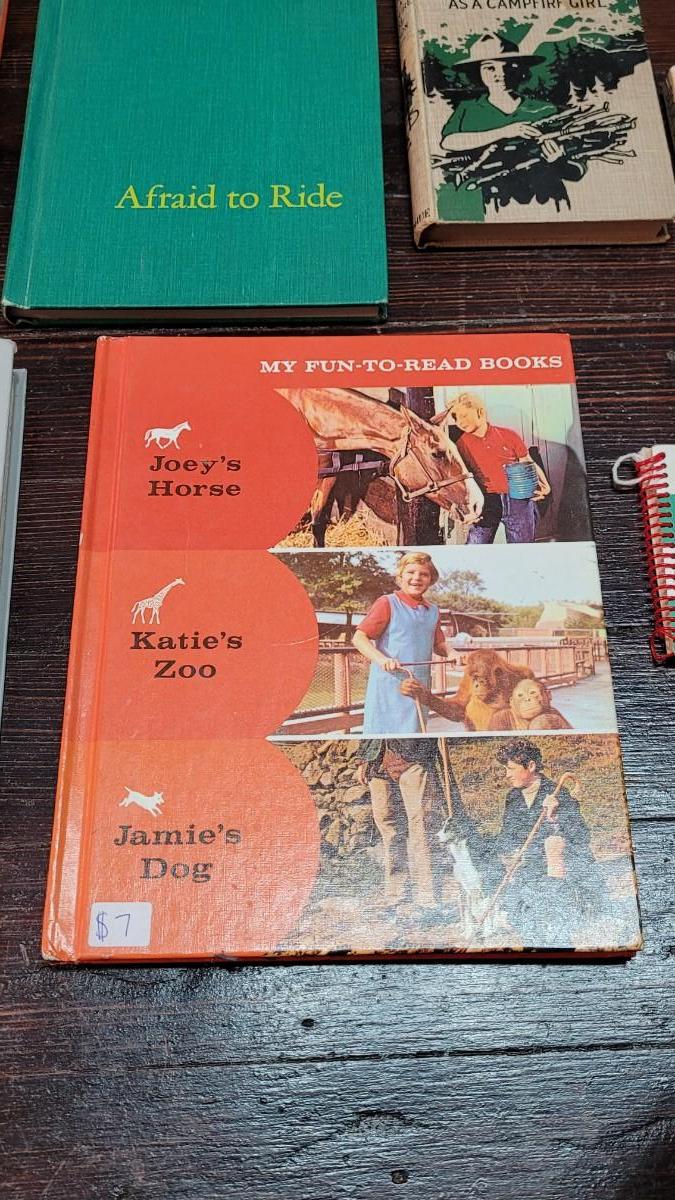 AS A CAMPFIRE GIRL
Afraid to Ride
MY FUN-TO-READ BOOKS
Joey's
Horse
Katie's
Zoo
Jamie's
Dog
$7